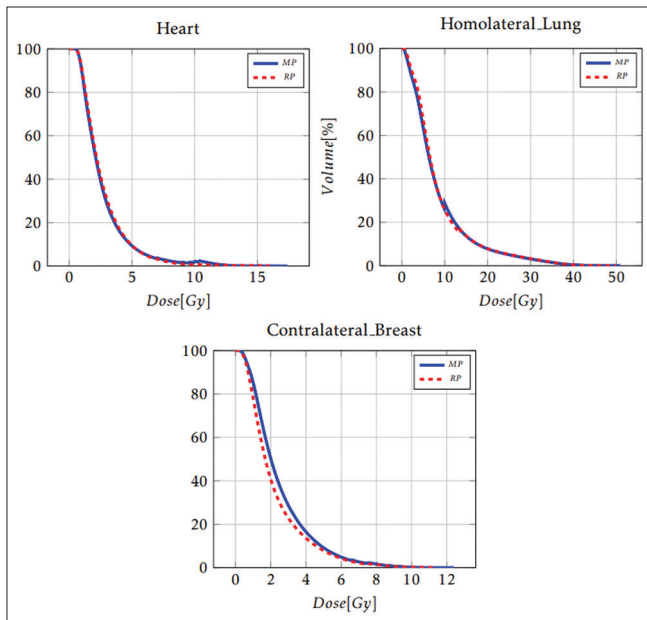 Heart
100
80
60
40
20
0
0 5 10 15
Dose[Gy]
MP
RP
Homolateral_Lung
Volume[%]
100
80
60
40
20
0
0 10 20 30 40 50
Dose[Gy]
MP
RP
Contralateral_Breast
100
80
60
40
20
0
0 2 4 6 8 10 12
Dose[Gy]
MP
RP